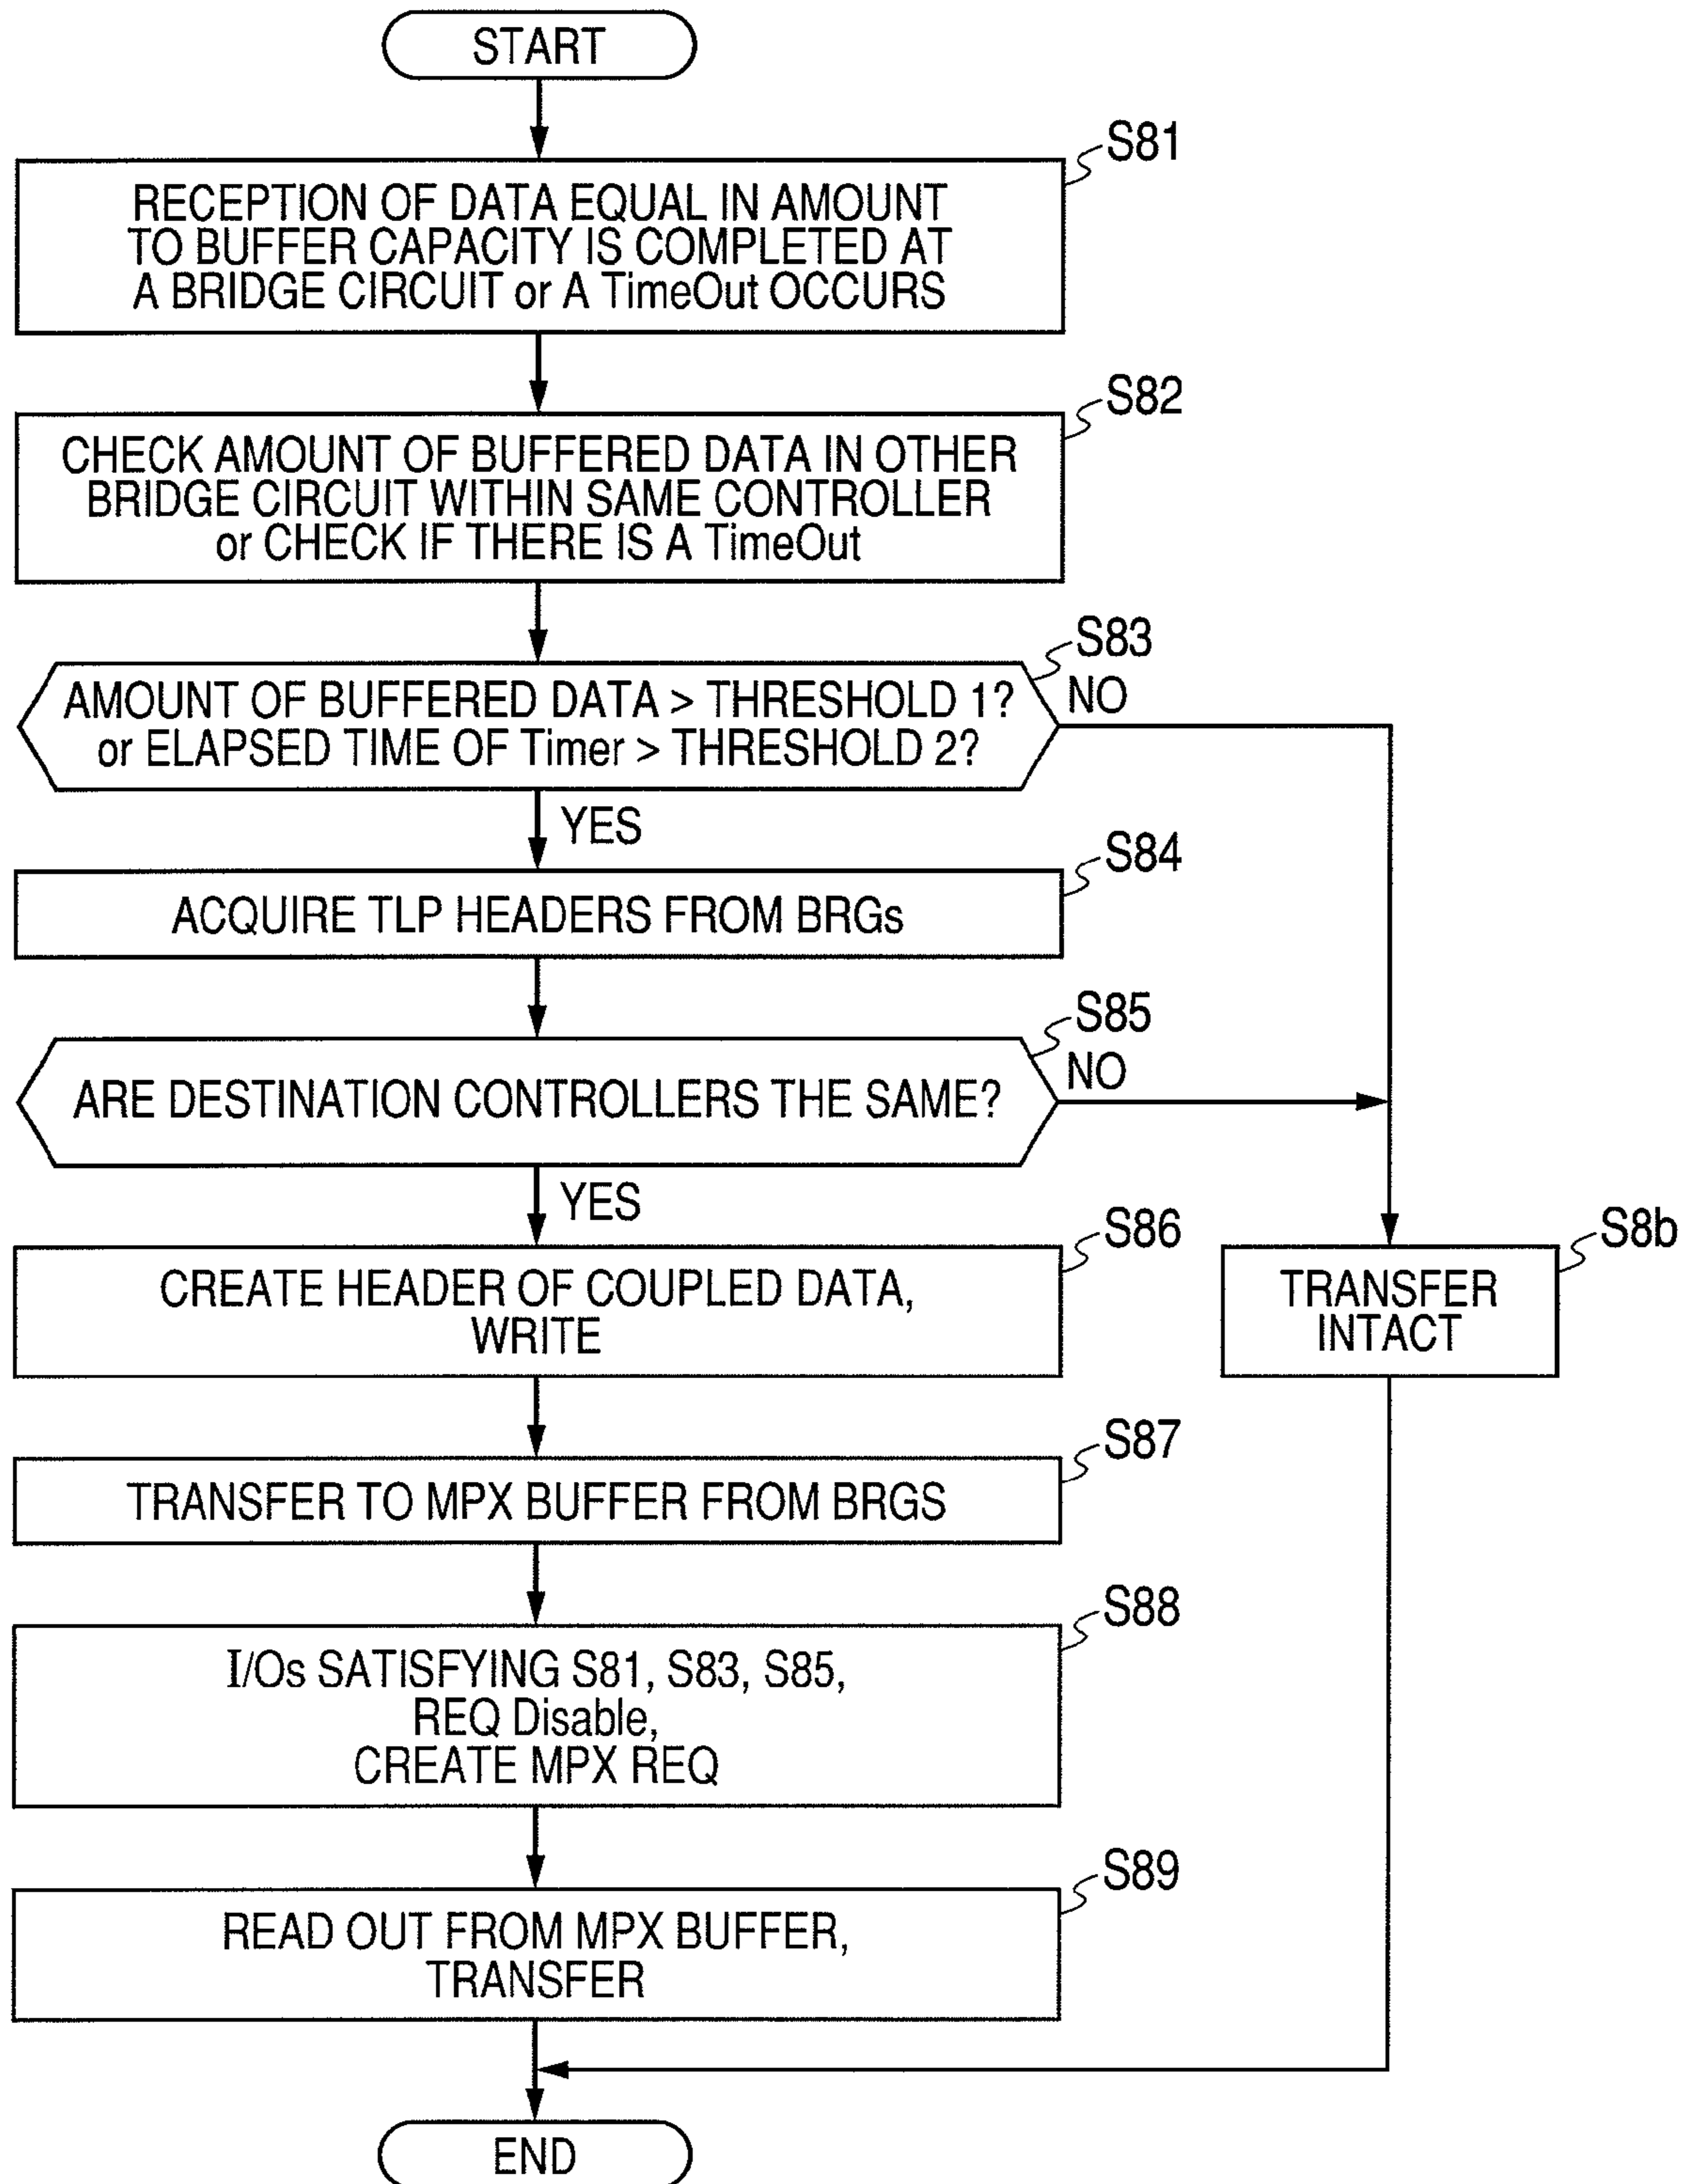 START
S81
RECEPTION OF DATA EQUAL IN AMOUNT
TO BUFFER CAPACITY IS COMPLETED AT
A BRIDGE CIRCUIT or A TimeOut OCCURS
S82
CHECK AMOUNT OF BUFFERED DATA IN OTHER
BRIDGE CIRCUIT WITHIN SAME CONTROLLER
or CHECK IF THERE IS A TimeOut
S83
AMOUNT OF BUFFERED DATA > THRESHOLD 1?
or ELAPSED TIME OF Timer > THRESHOLD 2?
NO
YES
S84
ACQUIRE TLP HEADERS FROM BRGs
S85
ARE DESTINATION CONTROLLERS THE SAME?
NO
YES
S86
CREATE HEADER OF COUPLED DATA,
WRITE
S8b
TRANSFER
INTACT
S87
TRANSFER TO MPX BUFFER FROM BRGS
S88
I/Os SATISFYING S81, S83, S85,
REQ Disable,
CREATE MPX REQ
S89
READ OUT FROM MPX BUFFER,
TRANSFER
END